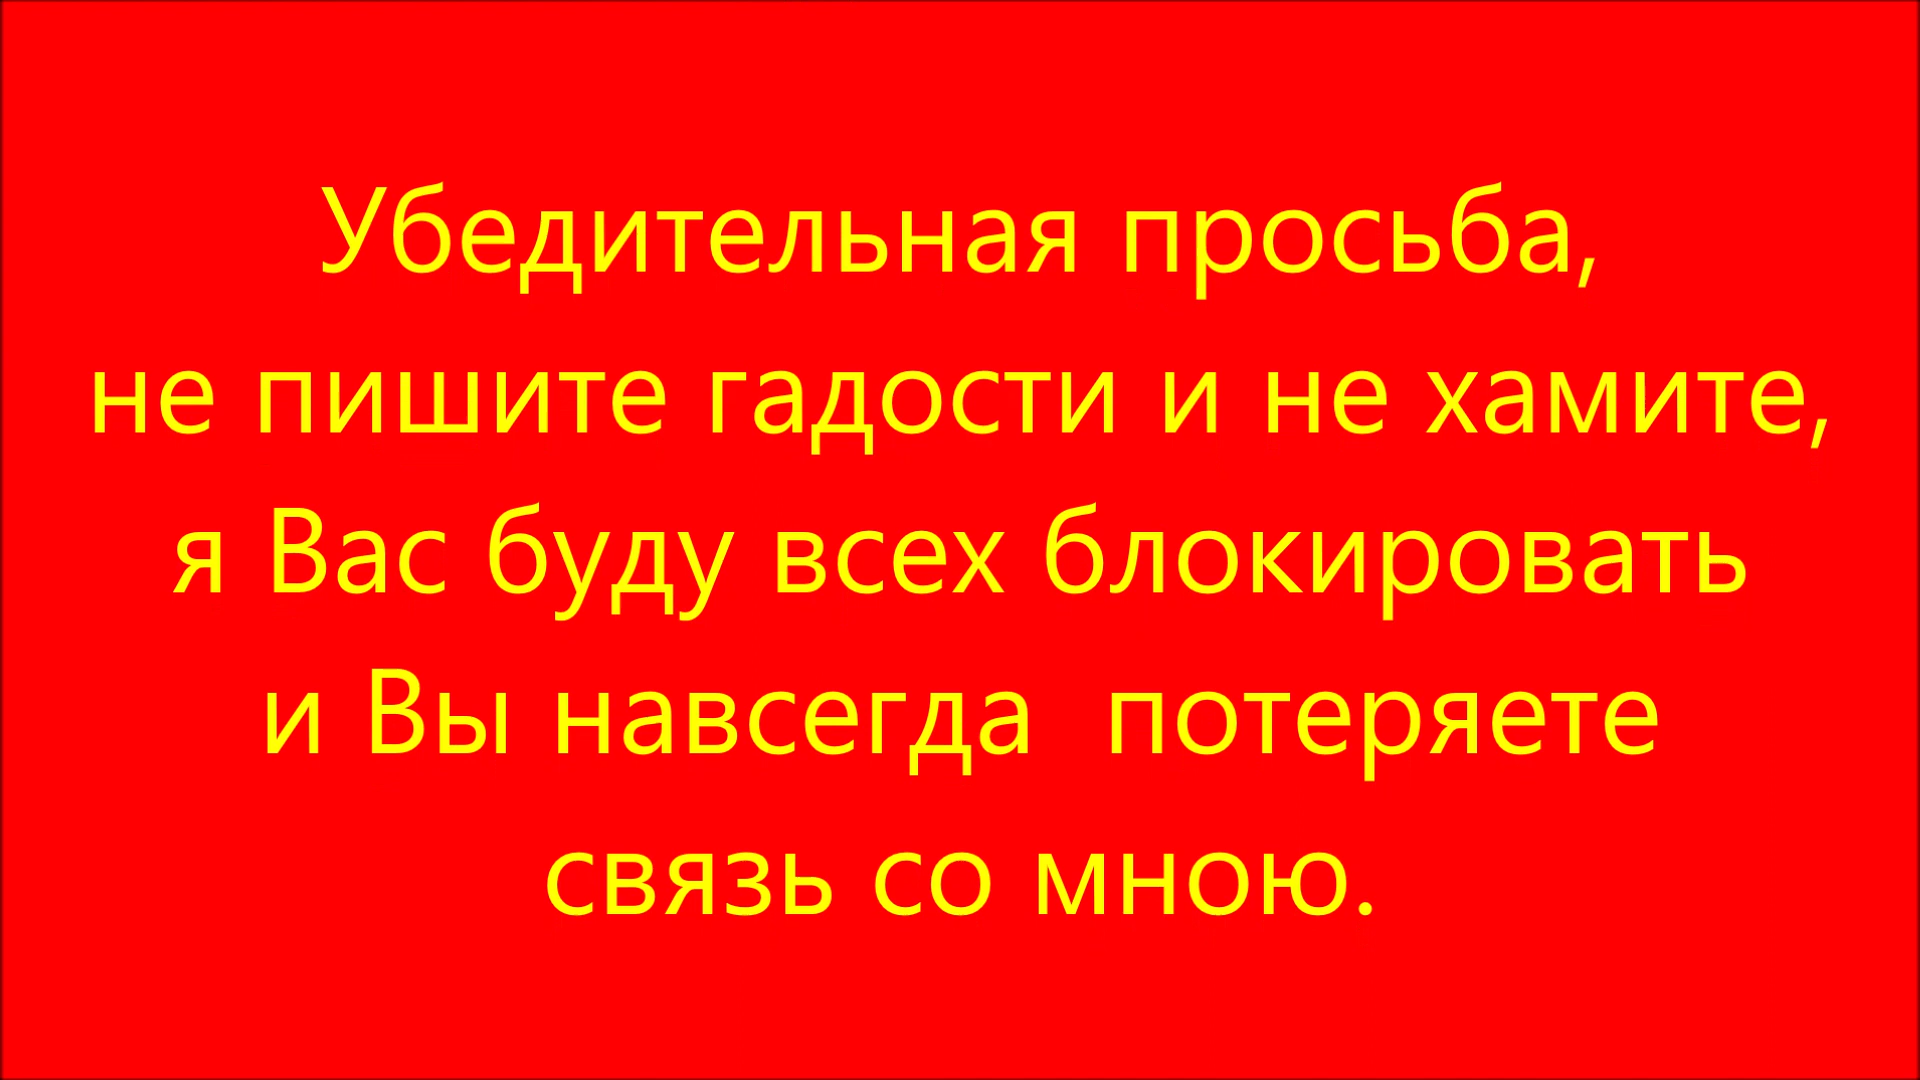 Убедительная просьба,
не пишите гадости и не хамите,
я Вас буду всех блокировать
и Вы навсегда  потеряете
связь со мною.